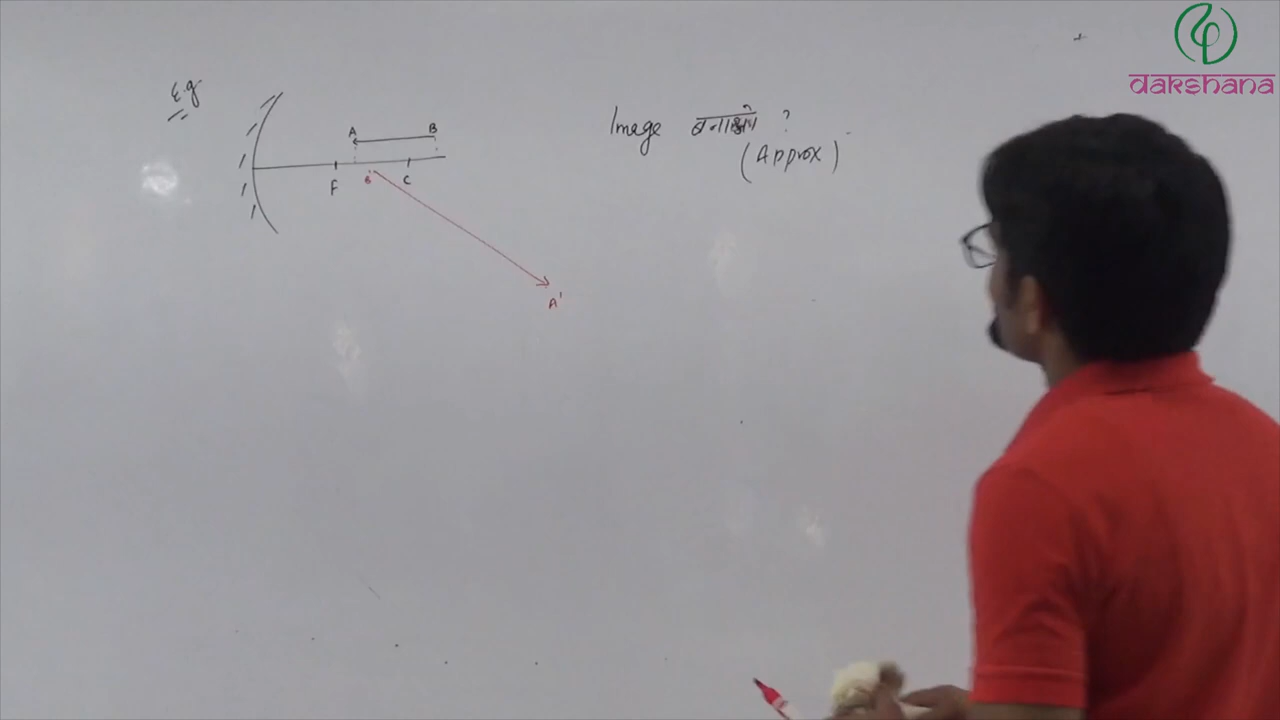 E.g
Image बनाओ ?
(Approx)
A B
F B' C
A'
dakshana